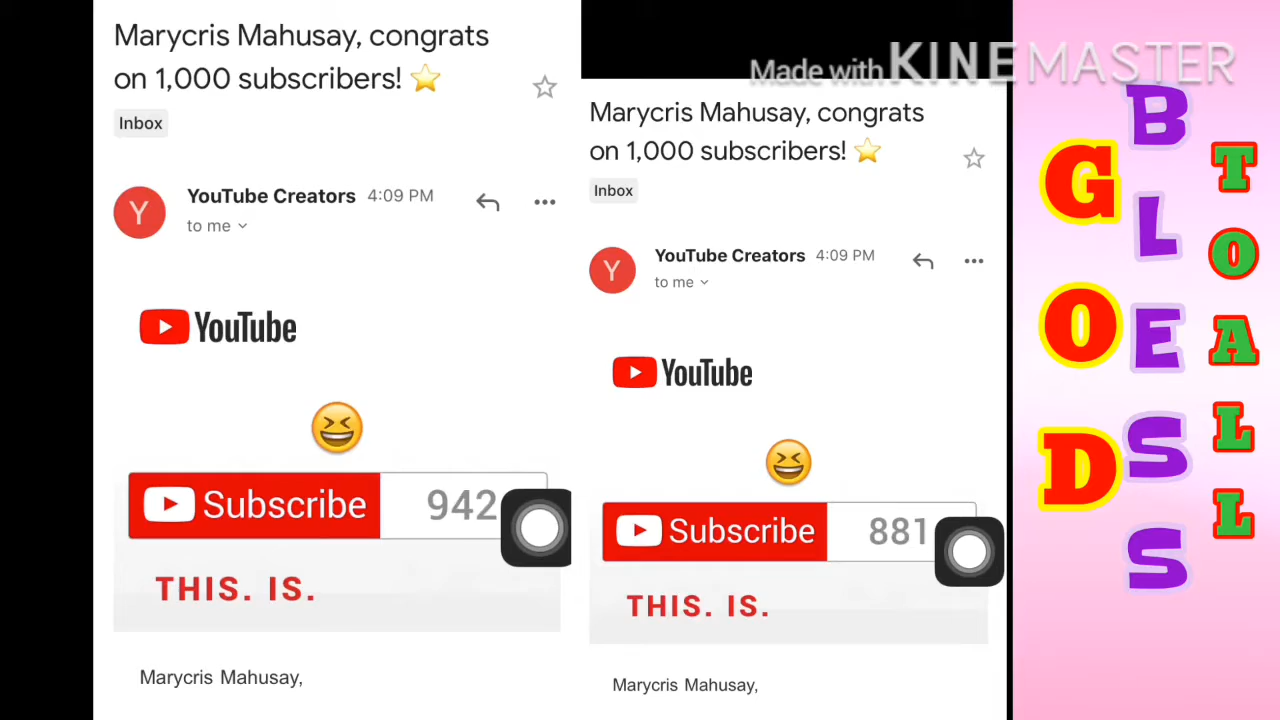 Marycris Mahusay, congrats
on 1,000 subscribers!
Inbox
Y
YouTube Creators 4:09 PM
to me
YouTube
Subscribe 942
THIS. IS.
Marycris Mahusay,
Made with KINEMASTER
Marycris Mahusay, congrats
on 1,000 subscribers!
Inbox
Y
YouTube Creators 4:09 PM
to me
YouTube
Subscribe 881
THIS. IS.
Marycris Mahusay,
GOD
BLESS
TO ALL